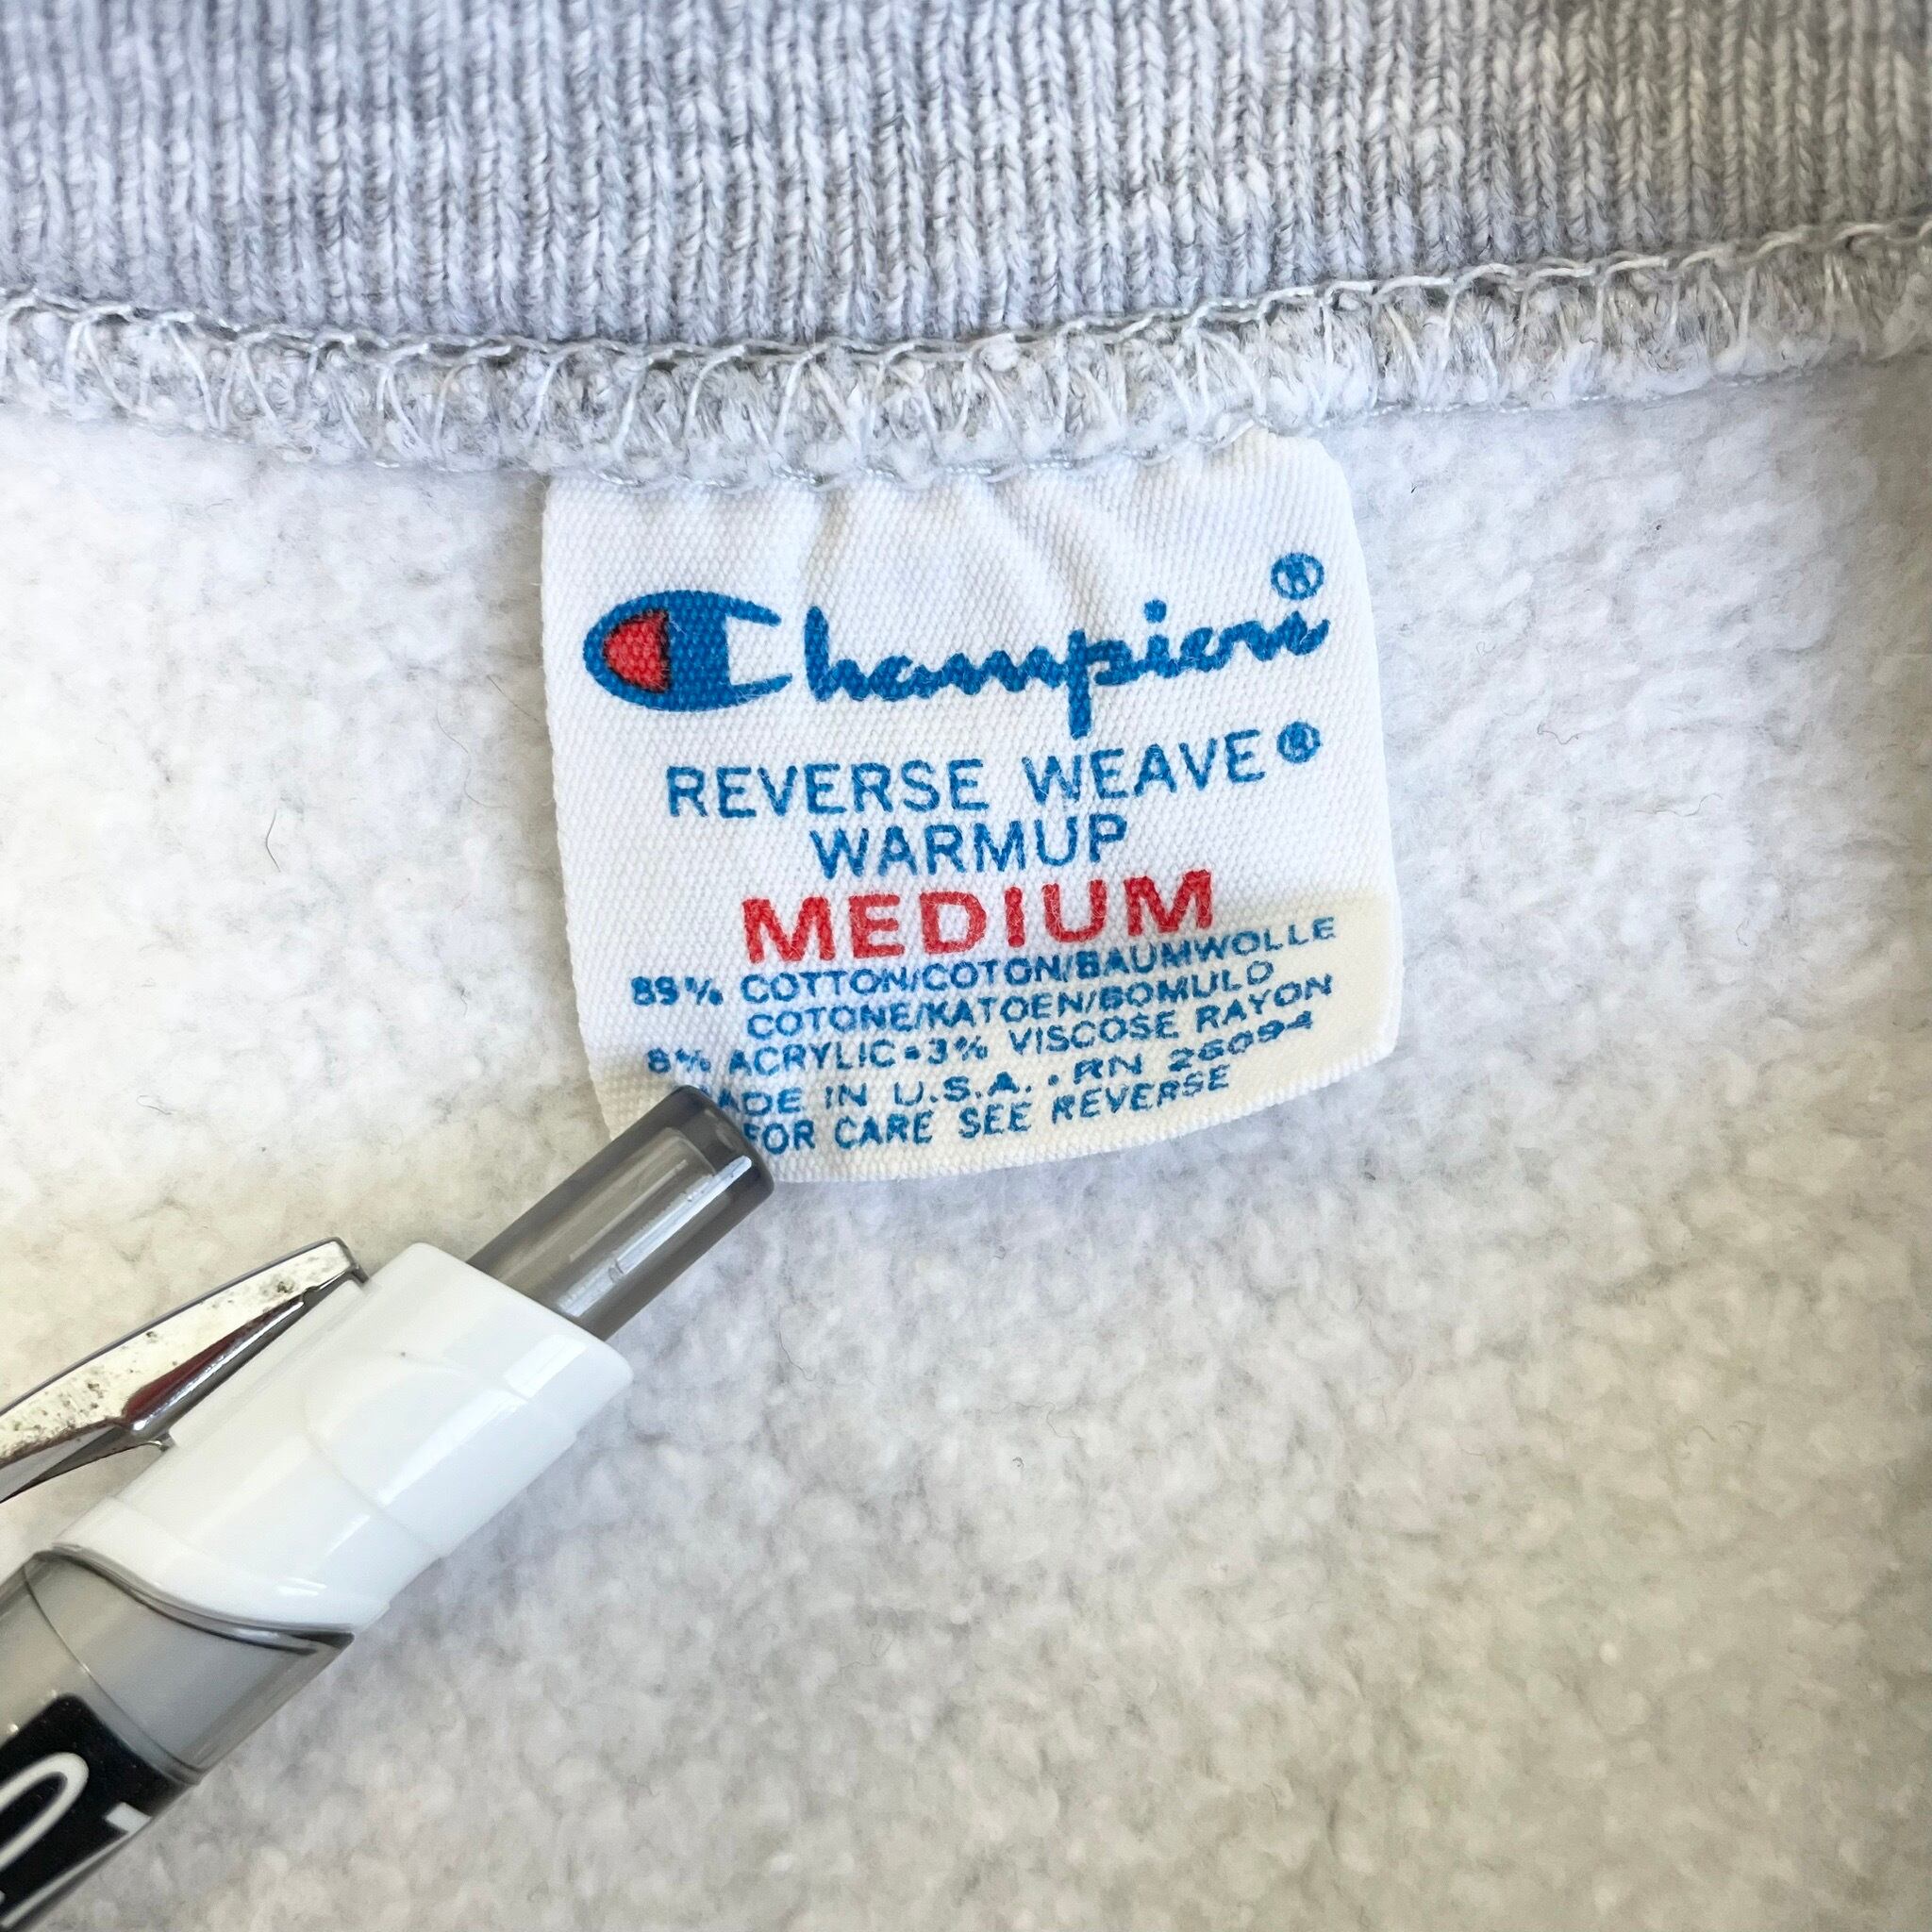 Champion®
REVERSE WEAVE®
WARMUP
MEDIUM
89% COTTON/COTON/BAUMWOLLE
COTONE/KATOEN/BOMULD
8% ACRYLIC•3% VISCOSE RAYON
ADE IN U.S.A. • RN 26094
FOR CARE SEE REVERSE